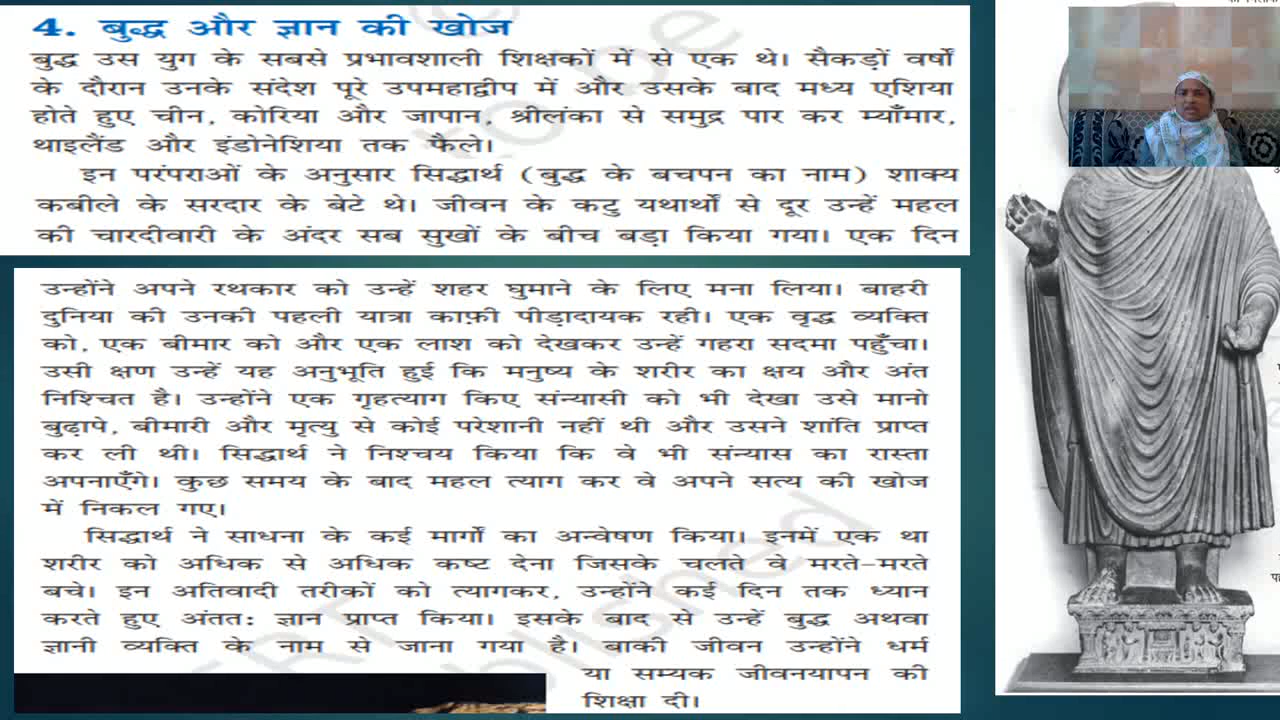 4. बुद्ध और ज्ञान की खोज
बुद्ध उस युग के सबसे प्रभावशाली शिक्षकों में से एक थे। सैकड़ों वर्षों
के दौरान उनके संदेश पूरे उपमहाद्वीप में और उसके बाद मध्य एशिया
होते हुए चीन, कोरिया और जापान, श्रीलंका से समुद्र पार कर म्याँमार,
थाइलैंड और इंडोनेशिया तक फैले।
इन परंपराओं के अनुसार सिद्धार्थ (बुद्ध के बचपन का नाम) शाक्य
कबीले के सरदार के बेटे थे। जीवन के कटु यथार्थों से दूर उन्हें महल
की चारदीवारी के अंदर सब सुखों के बीच बड़ा किया गया। एक दिन
उन्होंने अपने रथकार को उन्हें शहर घुमाने के लिए मना लिया। बाहरी
दुनिया की उनकी पहली यात्रा काफ़ी पीड़ादायक रही। एक वृद्ध व्यक्ति
को, एक बीमार को और एक लाश को देखकर उन्हें गहरा सदमा पहुँचा।
उसी क्षण उन्हें यह अनुभूति हुई कि मनुष्य के शरीर का क्षय और अंत
निश्चित है। उन्होंने एक गृहत्याग किए संन्यासी को भी देखा उसे मानो
बुढ़ापे, बीमारी और मृत्यु से कोई परेशानी नहीं थी और उसने शांति प्राप्त
कर ली थी। सिद्धार्थ ने निश्चय किया कि वे भी संन्यास का रास्ता
अपनाएँगे। कुछ समय के बाद महल त्याग कर वे अपने सत्य की खोज
में निकल गए।
सिद्धार्थ ने साधना के कई मार्गों का अन्वेषण किया। इनमें एक था
शरीर को अधिक से अधिक कष्ट देना जिसके चलते वे मरते-मरते
बचे। इन अतिवादी तरीकों को त्यागकर, उन्होंने कई दिन तक ध्यान
करते हुए अंतत: ज्ञान प्राप्त किया। इसके बाद से उन्हें बुद्ध अथवा
ज्ञानी व्यक्ति के नाम से जाना गया है। बाकी जीवन उन्होंने धर्म
या सम्यक जीवनयापन की
शिक्षा दी।